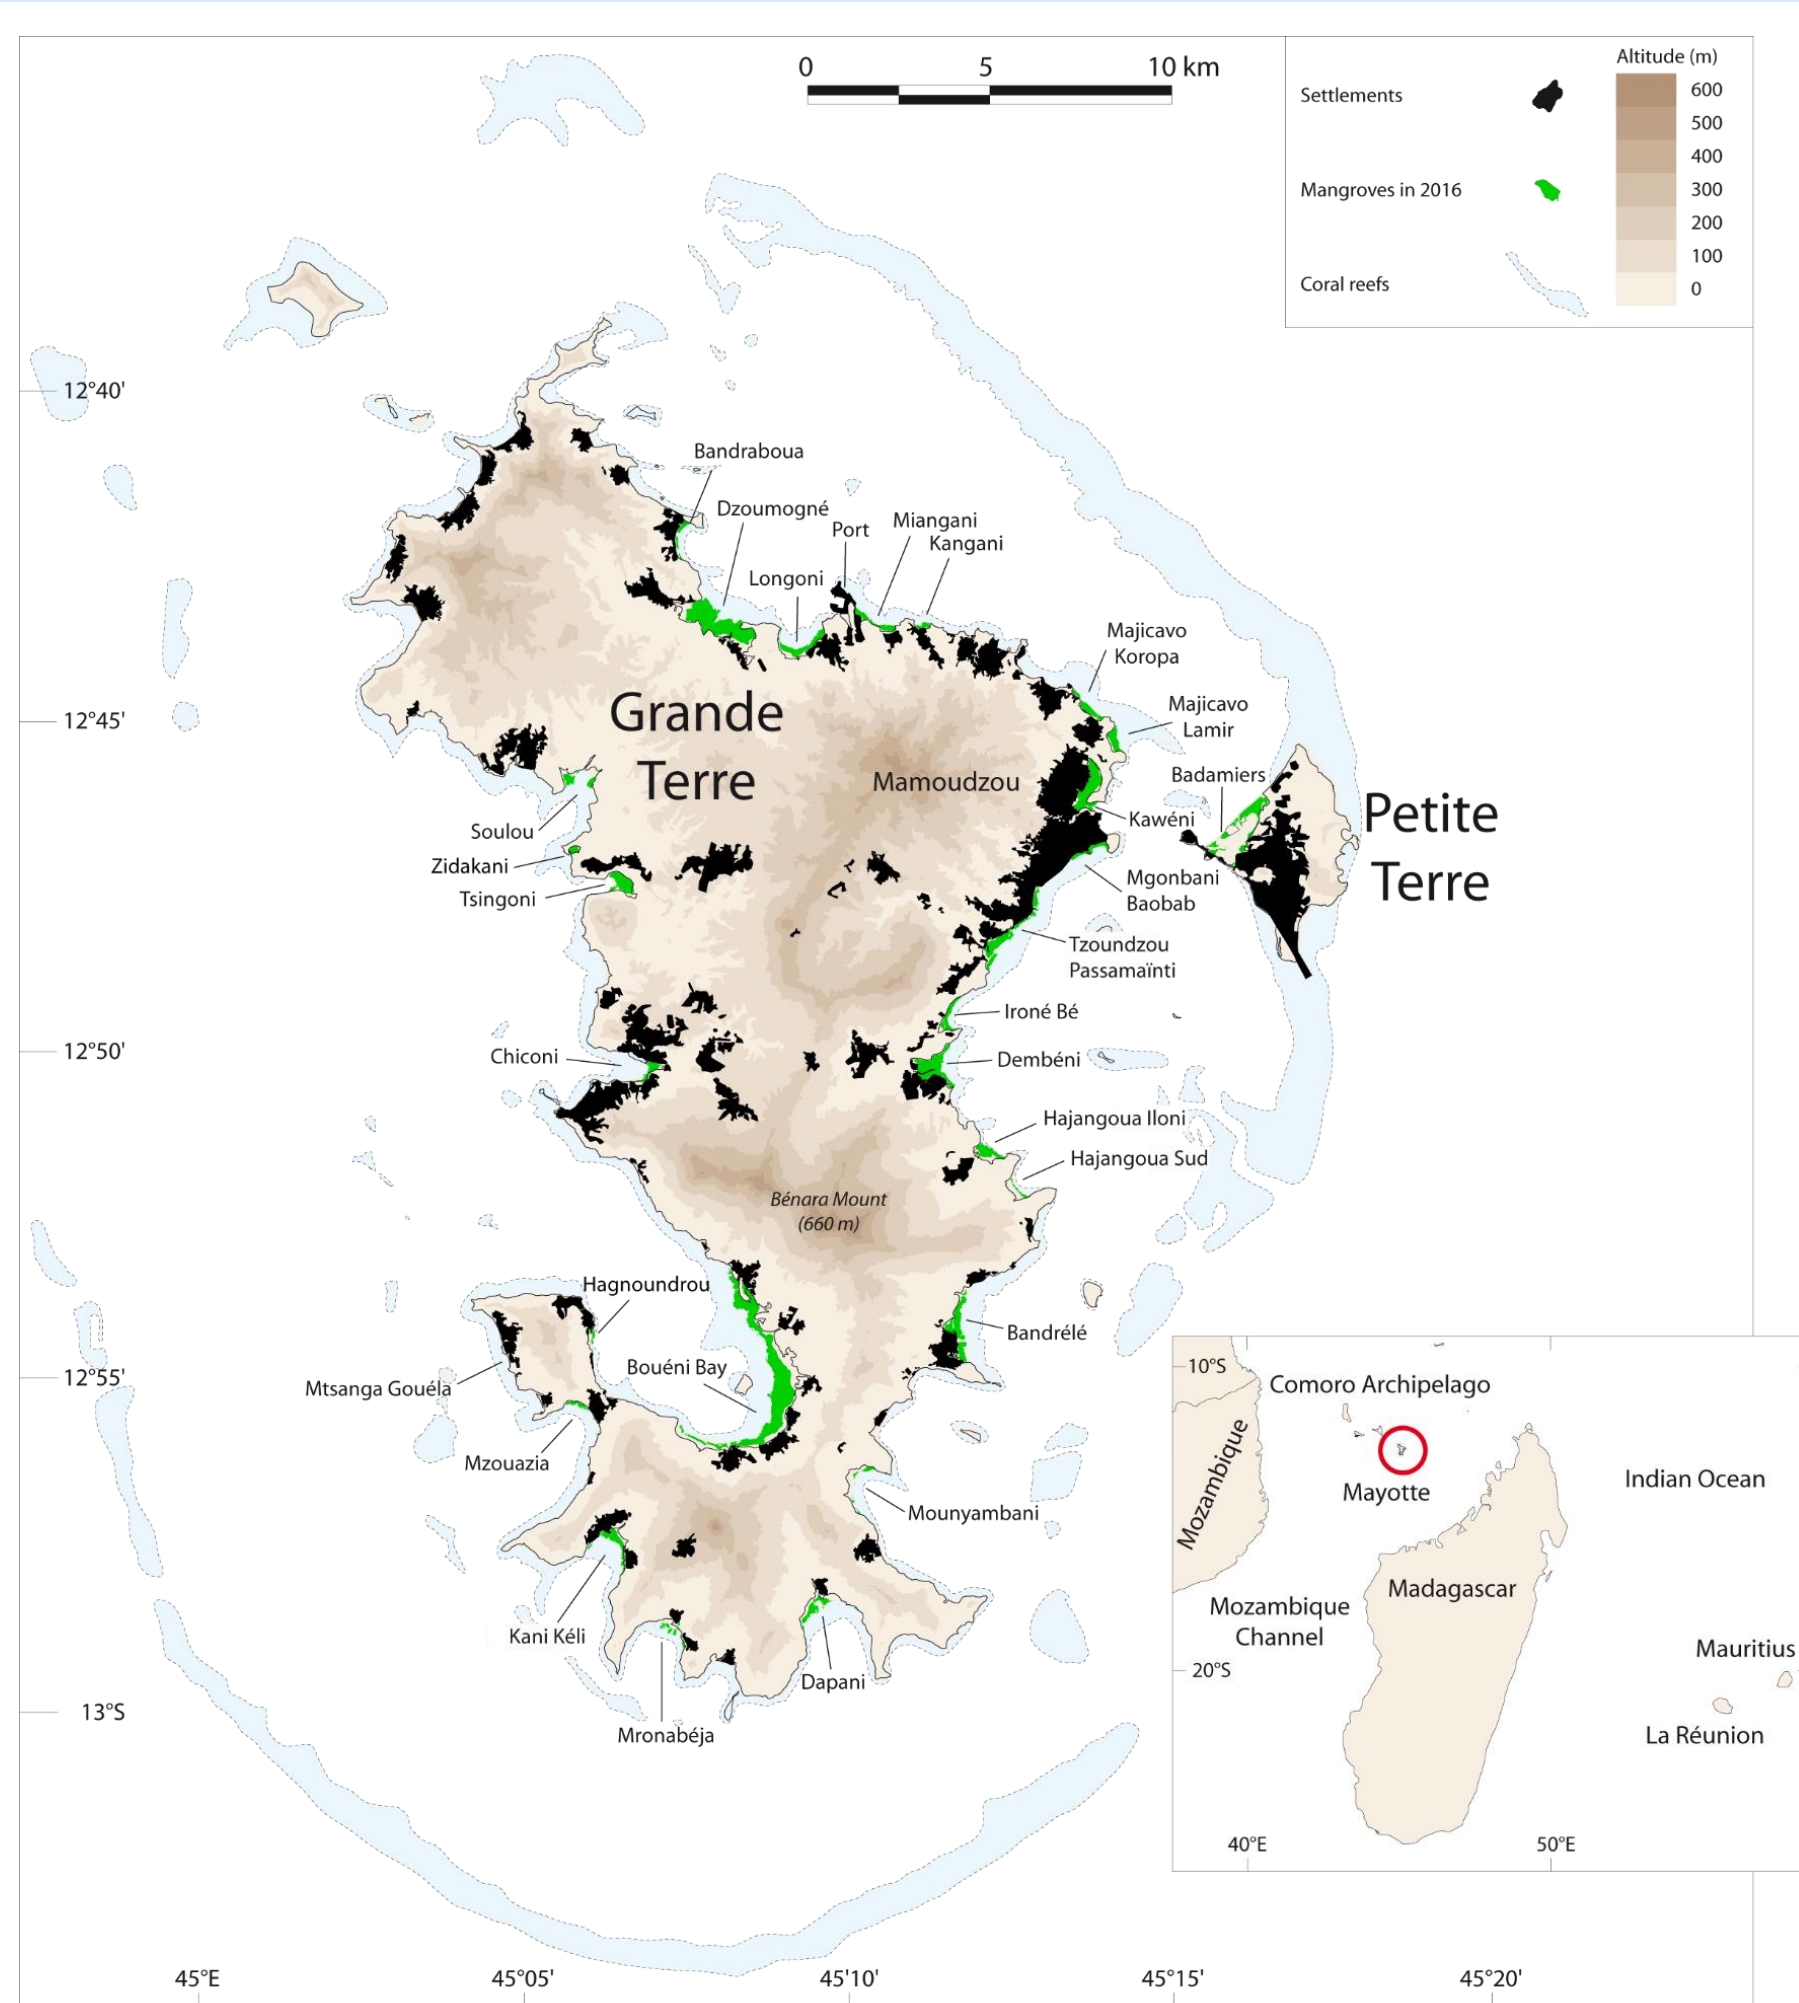 0 5 10 km
Settlements
Mangroves in 2016
Coral reefs
Altitude (m)
600
500
400
300
200
100
0
12°40'
12°45'
12°50'
12°55'
13°S
Bandraboua
Dzoumogné
Port
Miangani
Kangani
Longoni
Majicavo
Koropa
Majicavo
Lamir
Grande
Terre
Mamoudzou
Badamiers
Petite
Terre
Kawéni
Soulou
Zidakani
Tsingoni
Mgonbani
Baobab
Tzoundzou
Passamaïnti
Ironé Bé
Chiconi
Dembéni
Hajangoua Iloni
Hajangoua Sud
Bénara Mount
(660 m)
Hagnoundrou
Bandrélé
Bouéni Bay
Mtsanga Gouéla
Mzouazia
Mounyambani
Kani Kéli
Dapani
Mronabéja
10°S
Comoro Archipelago
Mozambique
Mayotte
Indian Ocean
Madagascar
Mozambique
Channel
20°S
Mauritius
La Réunion
40°E
50°E
45°E
45°05'
45°10'
45°15'
45°20'